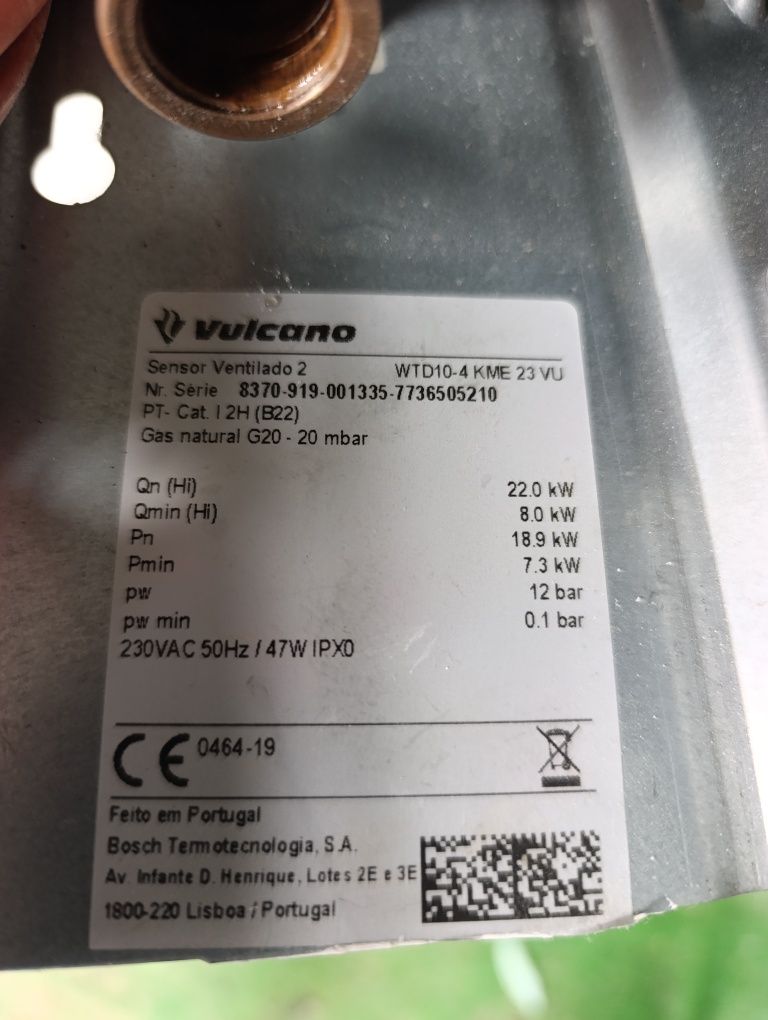 vulcano
Sensor Ventilado 2 WTD10-4 KME 23 VU
Nr. Série 8370-919-001335-7736505210
PT- Cat. I 2H (B22)
Gas natural G20 - 20 mbar
Qn (Hi) 22.0 kW
Qmin (Hi) 8.0 kW
Pn 18.9 kW
Pmin 7.3 kW
pw 12 bar
pw min 0.1 bar
230VAC 50Hz / 47W IPX0
CE 0464-19
Feito em Portugal
Bosch Termotecnologia, S.A.
Av. Infante D. Henrique, Lotes 2E e 3E
1800-220 Lisboa / Portugal